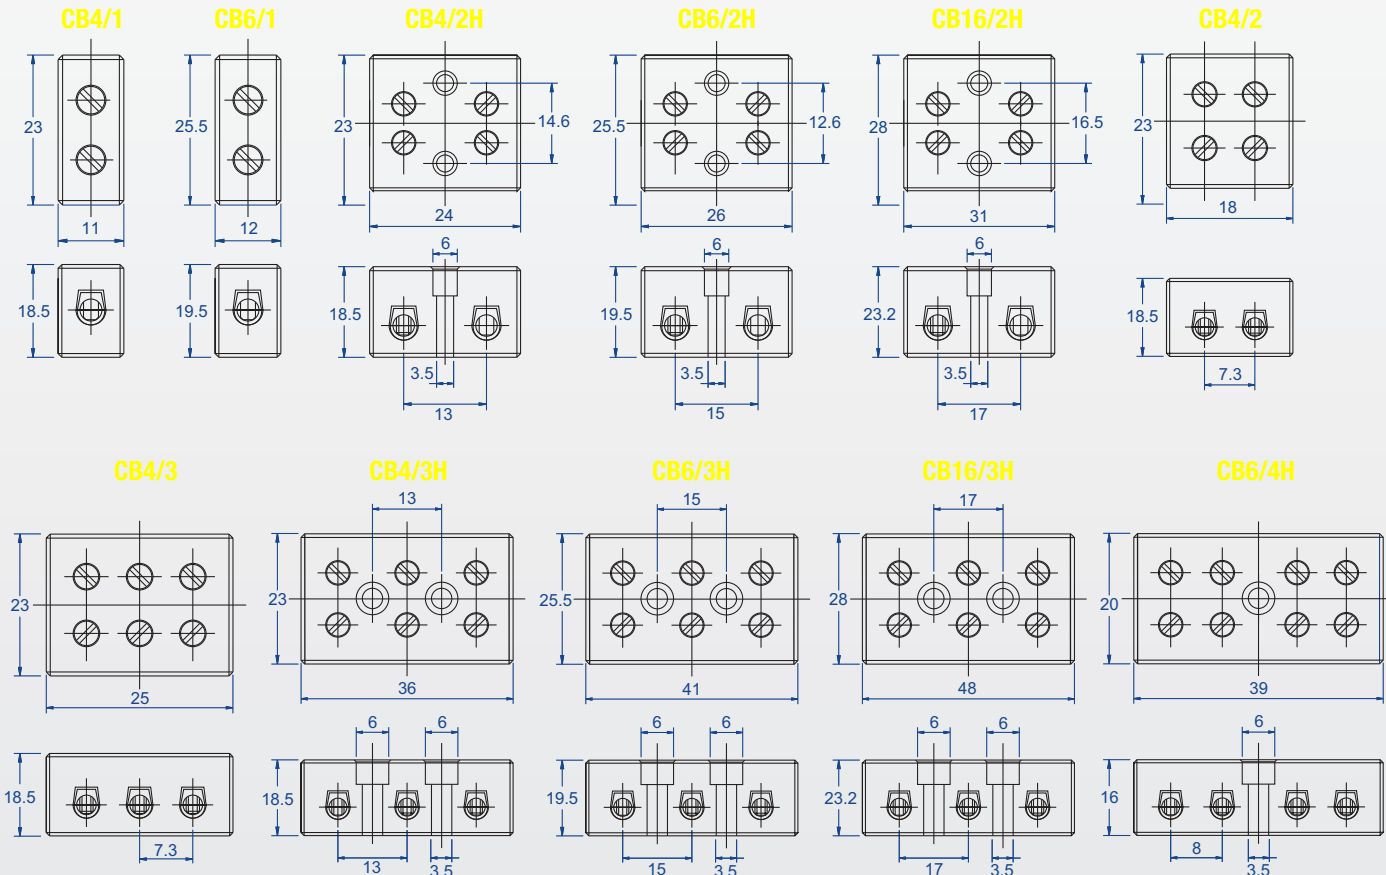 CB4/1 CB6/1 CB4/2H CB6/2H CB16/2H CB4/2
23 25.5 23 14.6 25.5 12.6 28 16.5 23
11 12 24 26 31 18
6 6 6
18.5 19.5 18.5 19.5 23.2 18.5
3.5 3.5 3.5 7.3
13 15 17
CB4/3 CB4/3H CB6/3H CB16/3H CB6/4H
13 15 17
23 23 25.5 28 20
25 36 41 48 39
6 6 6 6 6 6 6
18.5 18.5 19.5 23.2 16
7.3 13 3.5 15 3.5 17 3.5 8 3.5